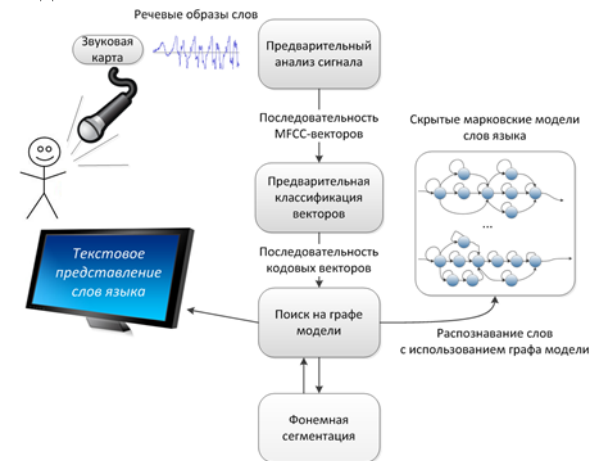 Речевые образы слов
Звуковая
карта
Предварительный
анализ сигнала
Последовательность
MFCC-векторов
Скрытые марковские модели
слов языка
Предварительная
классификация
векторов
...
Текстовое
представление
слов языка
Последовательность
кодовых векторов
Поиск на графе
модели
Распознавание слов
с использованием графа модели
Фонемная
сегментация